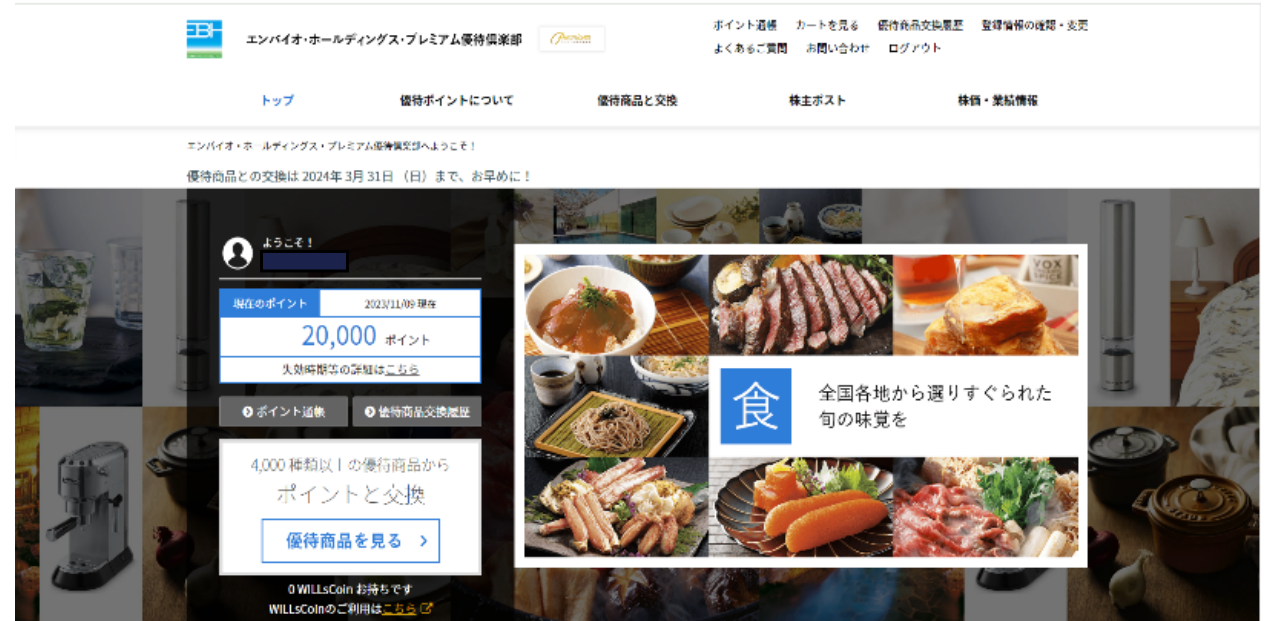 EBH
エンバイオ・ホールディングス・プレミアム優待倶楽部
Premium
ポイント通帳 カートを見る 優待商品交換履歴 登録情報の確認・変更
よくあるご質問 お問い合わせ ログアウト
トップ 優待ポイントについて 優待商品と交換 株主ポスト 株価・業績情報
エンバイオ・ホールディングス・プレミアム優待倶楽部へようこそ！
優待商品との交換は 2024年 3月 31日 （日）まで、お早めに！
ようこそ！
現在のポイント 2023/11/09 現在
20,000 ポイント
失効時期等の詳細はこちら
ポイント通帳 優待商品交換履歴
4,000 種類以上の優待商品から
ポイントと交換
優待商品を見る
0 WILLsCoin お持ちです
WILLsCoinのご利用はこちら
VOX
SPICE
食
全国各地から選りすぐられた
旬の味覚を